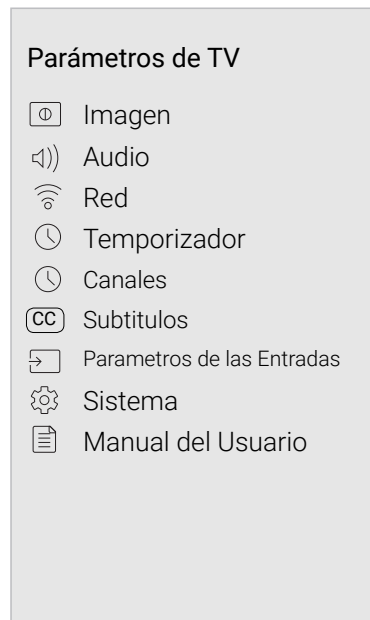 Parámetros de TV
Imagen
Audio
Red
Temporizador
Canales
CC Subtitulos
Parametros de las Entradas
Sistema
Manual del Usuario